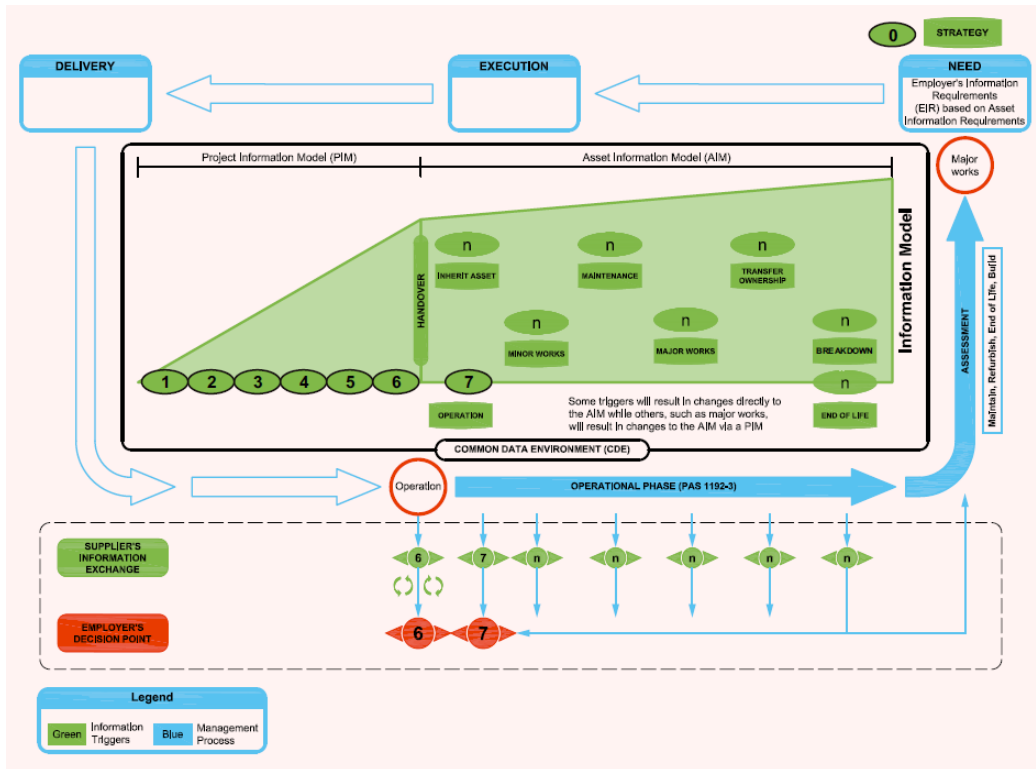 0
STRATEGY
DELIVERY
EXECUTION
NEED
Employer's Information
Requirements
(EIR) based on Asset
Information Requirements
Project Information Model (PIM)
Asset Information Model (AIM)
Major
works
HANDOVER
n
INHERIT ASSET
n
MAINTENANCE
n
TRANSFER
OWNERSHIP
n
MINOR WORKS
n
MAJOR WORKS
n
BREAKDOWN
Information Model
ASSESSMENT
Maintain, Refurbish, End of Life, Build
1
2
3
4
5
6
7
n
OPERATION
END OF LIFE
Some triggers will result in changes directly
to the AIM while others, such as major works,
will result in changes to the AIM via a PIM
COMMON DATA ENVIRONMENT (CDE)
Operation
OPERATIONAL PHASE (PAS 1192-3)
SUPPLIER'S
INFORMATION
EXCHANGE
6
7
n
n
n
n
n
EMPLOYER'S
DECISION POINT
6
7
Legend
Green
Information
Triggers
Blue
Management
Process